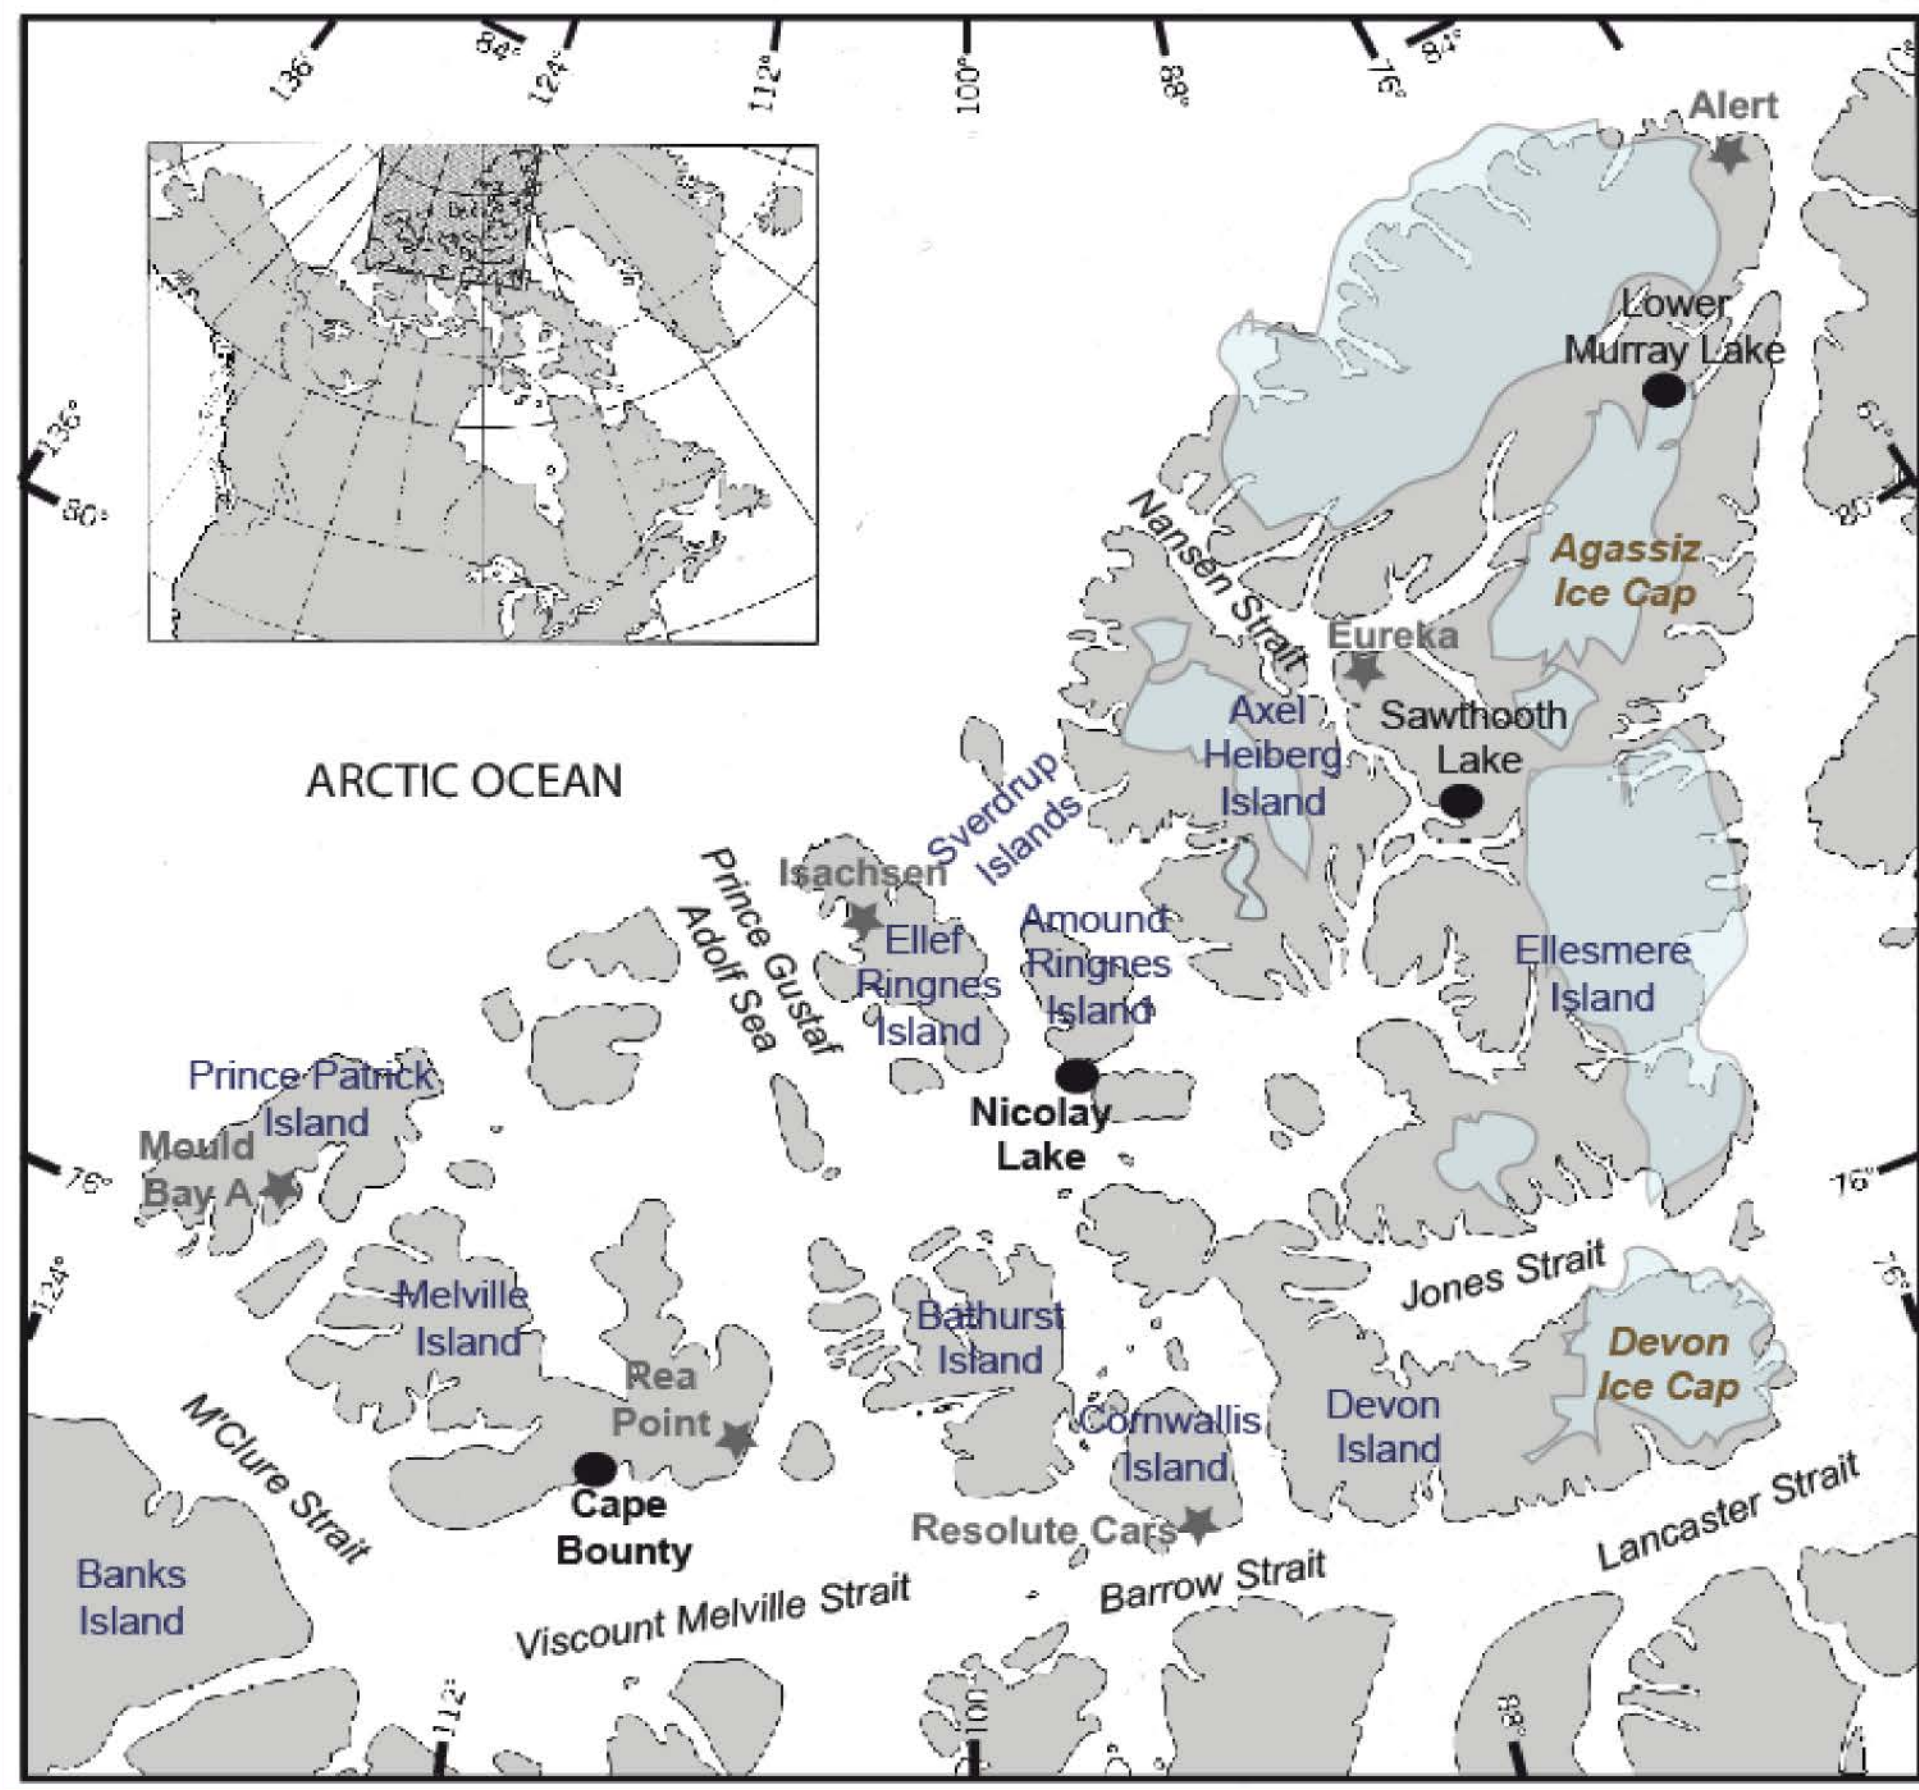 136°
84°
124°
112°
100°
88°
76°
84°
Alert
Lower
Murray Lake
136°
80°
64°
80°
Nansen Strait
Agassiz
Ice Cap
Eureka
Axel
Heiberg
Island
Sawthooth
Lake
ARCTIC OCEAN
Sverdrup
Islands
Prince Gustaf
Adolf Sea
Isachsen
Ellef
Ringnes
Island
Amound
Ringnes
Island
Ellesmere
Island
Prince Patrick
Island
Mould
Bay A
Nicolay
Lake
76°
76°
124°
Melville
Island
Bathurst
Island
Jones Strait
76°
Devon
Ice Cap
Rea
Point
Cornwallis
Island
Devon
Island
M'Clure Strait
Cape
Bounty
Resolute Cars
Lancaster Strait
Banks
Island
Viscount Melville Strait
Barrow Strait
112°
100
88°